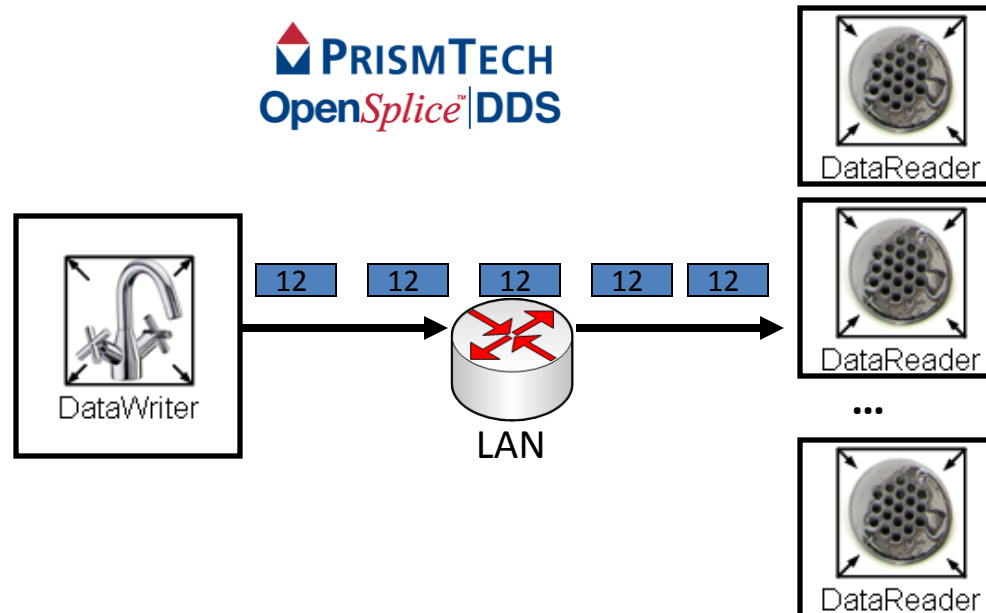 PRISMTECH
OpenSplice™|DDS
DataReader
DataReader
12 12 12 12 12
DataWriter
...
LAN
DataReader